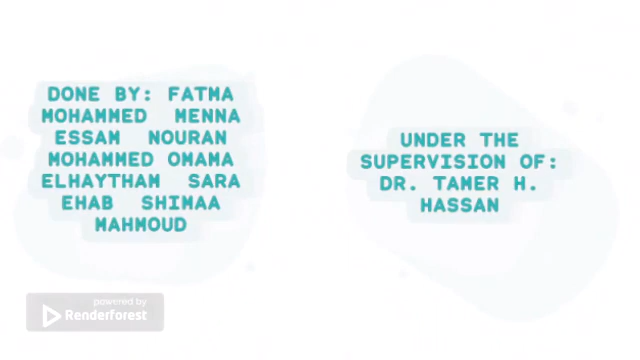 DONE BY: FATMA
MOHAMMED MENNA
ESSAM NOURAN
MOHAMMED OMAMA
ELHAYTHAM SARA
EHAB SHIMAA
MAHMOUD
UNDER THE
SUPERVISION OF:
DR. TAMER H.
HASSAN
powered by
Renderforest